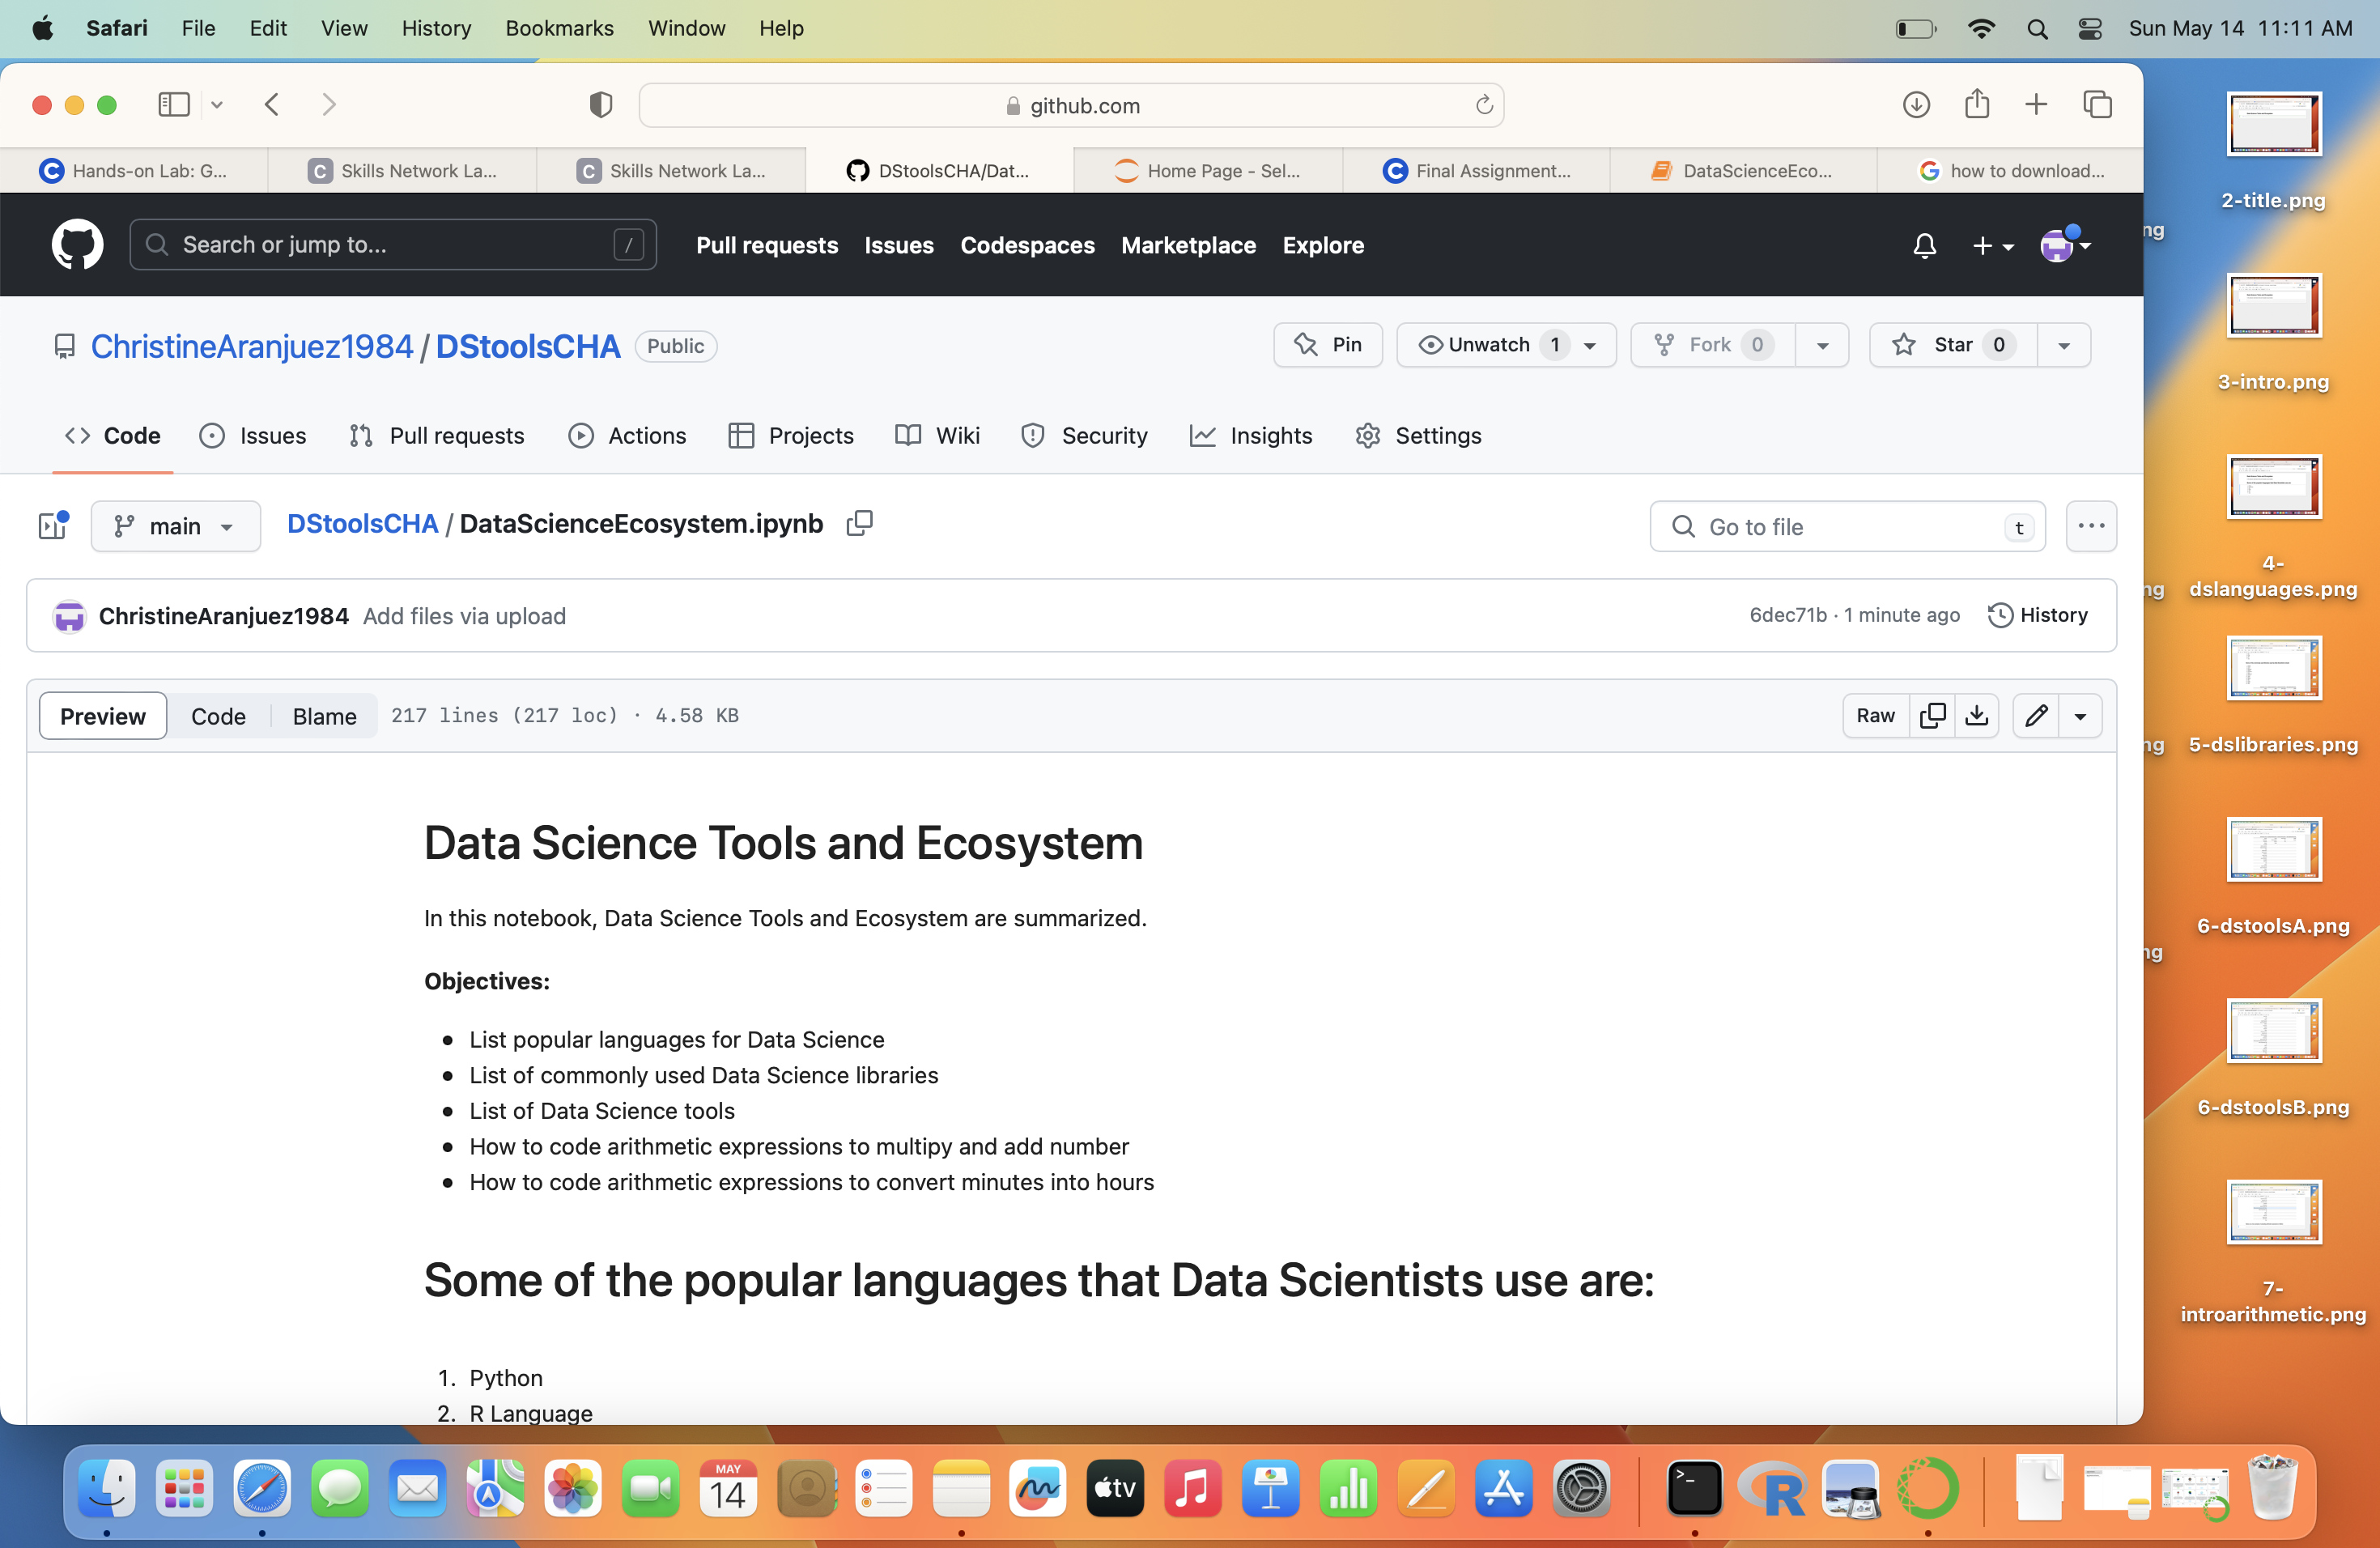 Safari File Edit View History Bookmarks Window Help Sun May 14 11:11 AM
github.com
Hands-on Lab: G... Skills Network La... Skills Network La... DStoolsCHA/Dat... Home Page - Sel... Final Assignment... DataScienceEco... how to download...
Search or jump to... / Pull requests Issues Codespaces Marketplace Explore
ChristineAranjuez1984 / DStoolsCHA Public Pin Unwatch 1 Fork 0 Star 0
Code Issues Pull requests Actions Projects Wiki Security Insights Settings
main DStoolsCHA / DataScienceEcosystem.ipynb Go to file t
ChristineAranjuez1984 Add files via upload 6dec71b · 1 minute ago History
Preview Code Blame 217 lines (217 loc) · 4.58 KB Raw
Data Science Tools and Ecosystem
In this notebook, Data Science Tools and Ecosystem are summarized.
Objectives:
• List popular languages for Data Science
• List of commonly used Data Science libraries
• List of Data Science tools
• How to code arithmetic expressions to multipy and add number
• How to code arithmetic expressions to convert minutes into hours
Some of the popular languages that Data Scientists use are:
1. Python
2. R Language
2-title.png
ng
3-intro.png
4-
dslanguages.png
ng
5-dslibraries.png
ng
6-dstoolsA.png
ng
6-dstoolsB.png
7-
introarithmetic.png
MAY
14
tv
R